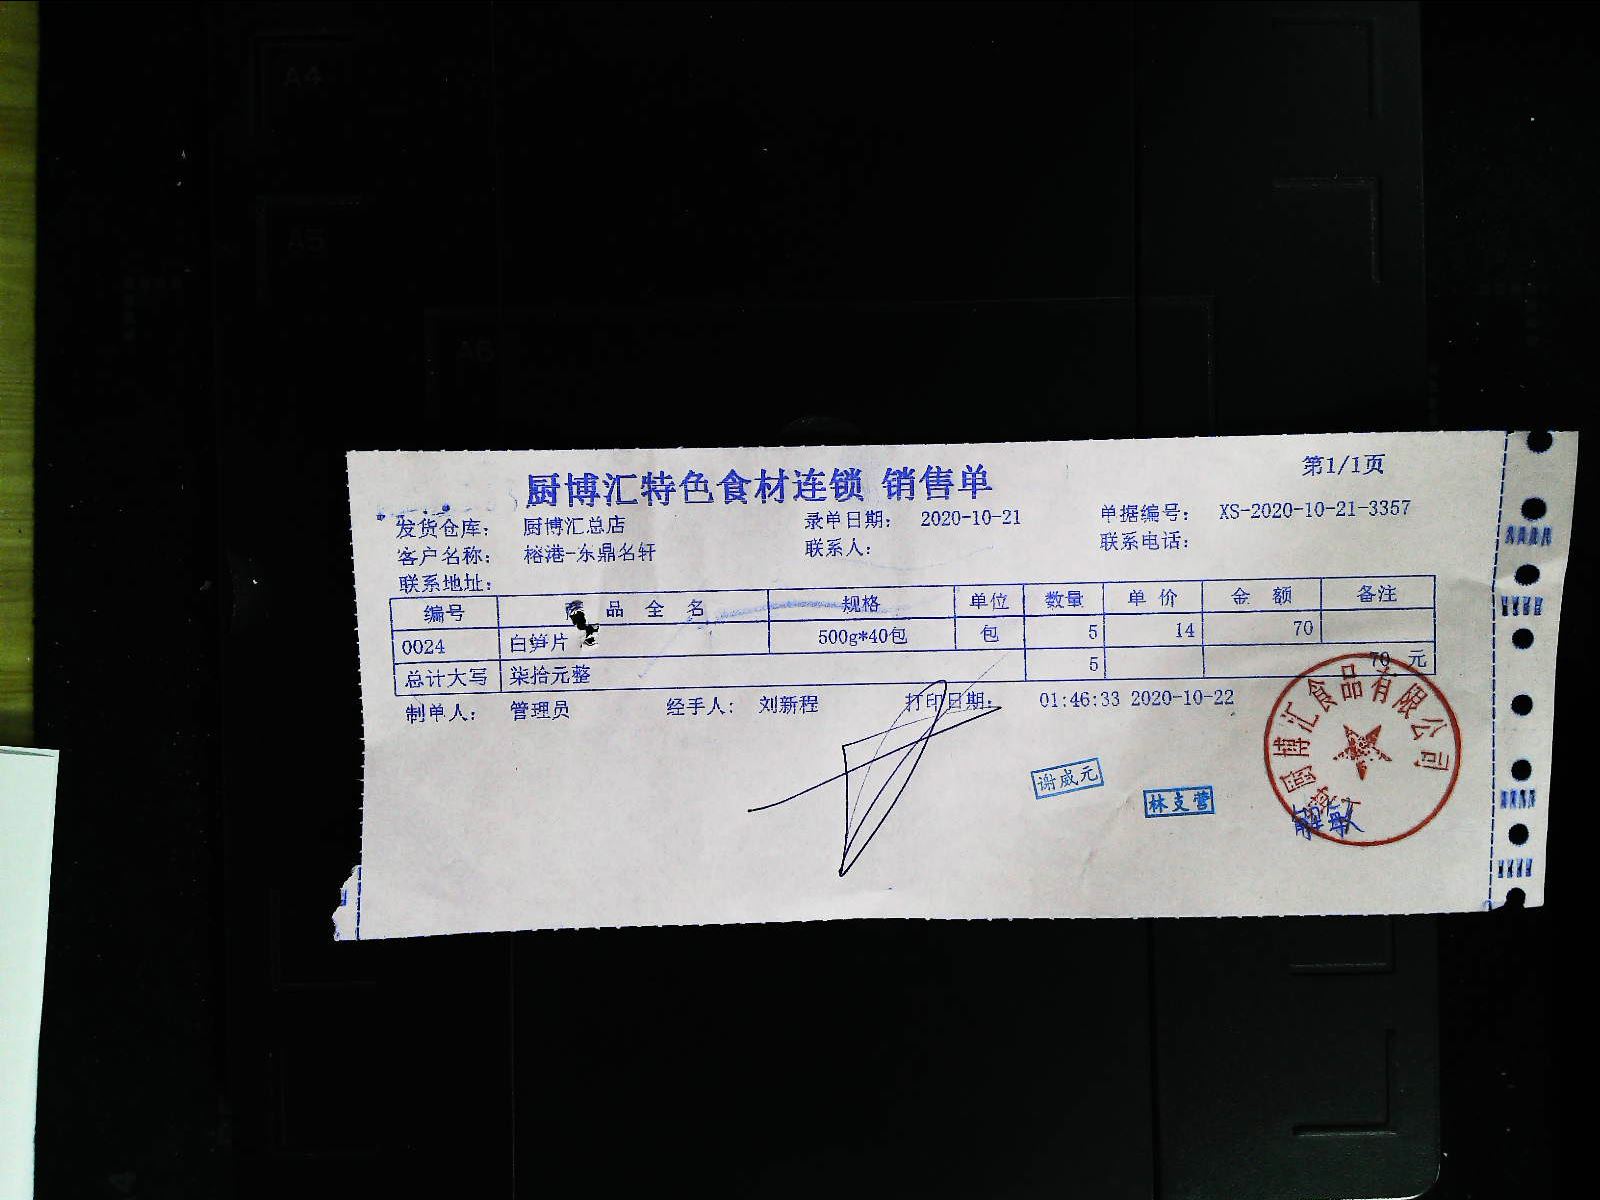 A4
A5
A6
第1/1页
厨博汇特色食材连锁 销售单
发货仓库： 厨博汇总店 录单日期： 2020-10-21 单据编号： XS-2020-10-21-3357
客户名称： 榕港-东鼎名轩 联系人： 联系电话：
联系地址：
编号 品 全 名 规格 单位 数量 单 价 金 额 备注
0024 白笋片 500g*40包 包 5 14 70
总计大写 柒拾元整 5 70 元
制单人： 管理员 经手人： 刘新程 打印日期： 01:46:33 2020-10-22
谢威元
林支营
厨博汇食品有限公司